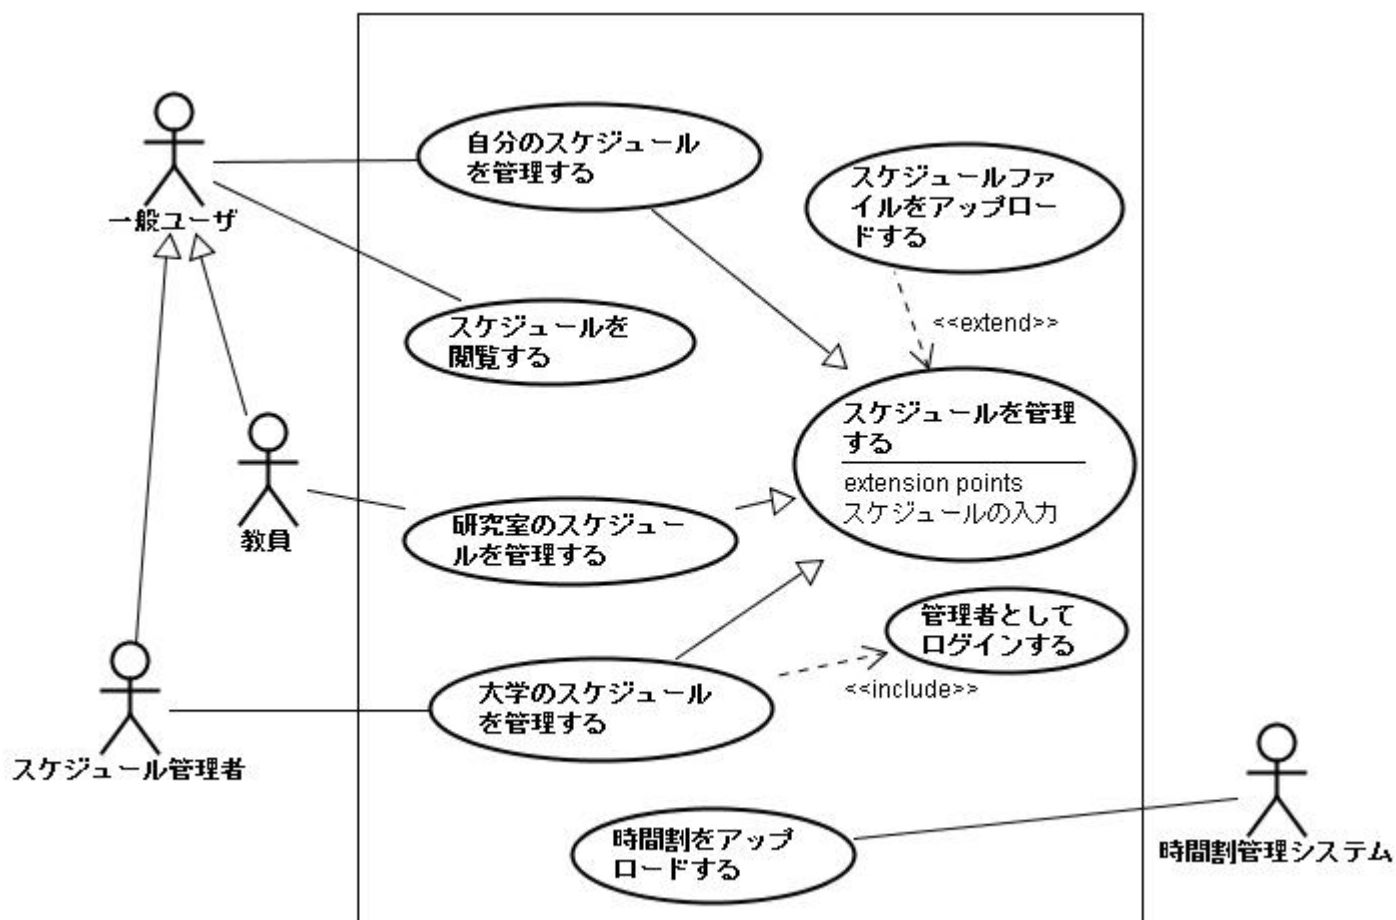 自分のスケジュール
を管理する
スケジュールファ
イルをアップロー
ドする
一般ユーザ
<<extend>>
スケジュールを
閲覧する
スケジュールを管理
する
extension points
スケジュールの入力
教員
研究室のスケジュー
ルを管理する
管理者として
ログインする
<<include>>
大学のスケジュール
を管理する
スケジュール管理者
時間割をアップ
ロードする
時間割管理システム